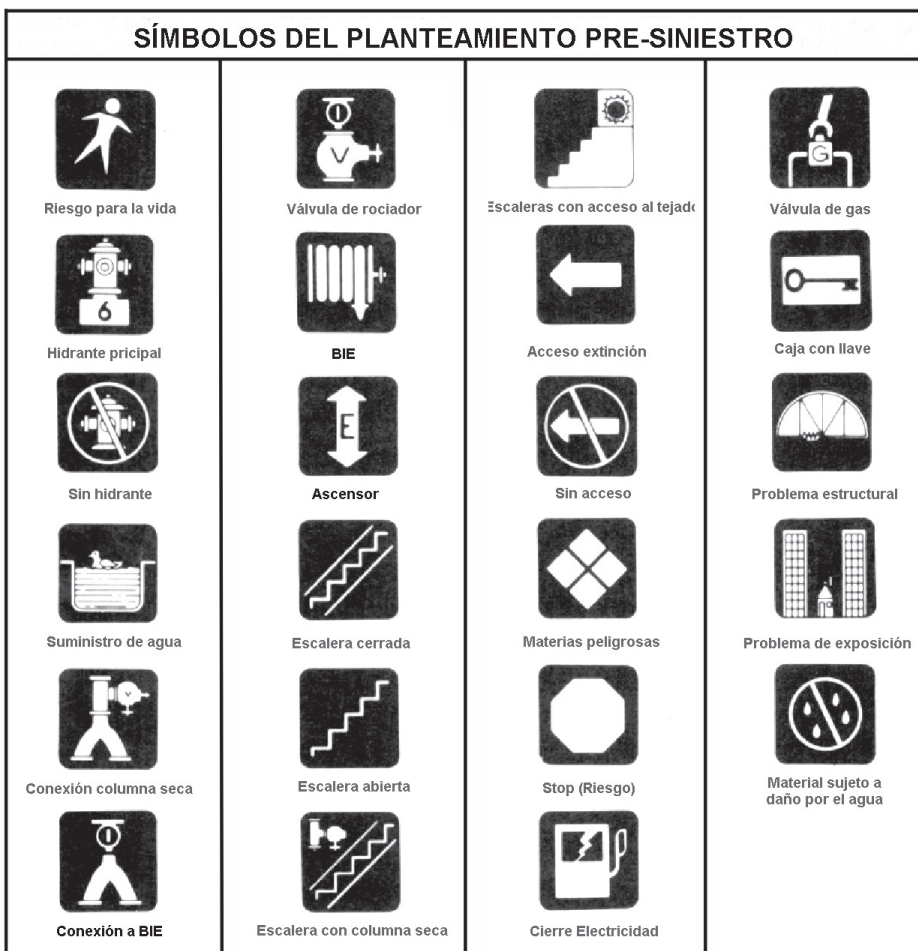 SÍMBOLOS DEL PLANTEAMIENTO PRE-SINIESTRO
Riesgo para la vida
6
Hidrante pricipal
Sin hidrante
Suministro de agua
V
Conexión columna seca
I
Conexión a BIE
I
V
Válvula de rociador
BIE
E
Ascensor
Escalera cerrada
Escalera abierta
Escalera con columna seca
Escaleras con acceso al tejado
Acceso extinción
Sin acceso
Materias peligrosas
Stop (Riesgo)
Cierre Electricidad
G
Válvula de gas
Caja con llave
Problema estructural
Problema de exposición
Material sujeto a
daño por el agua